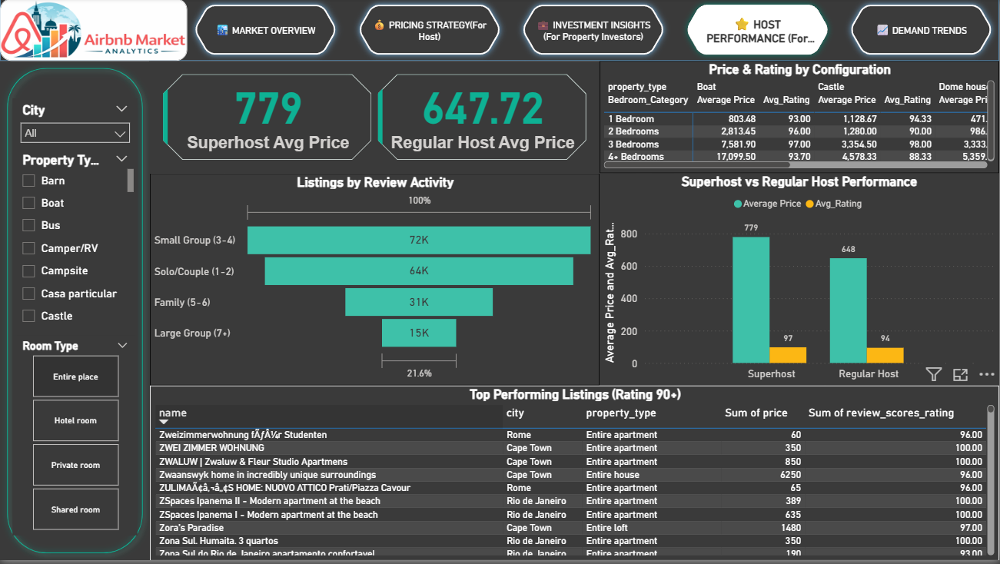 Airbnb Market
ANALYTICS
MARKET OVERVIEW
PRICING STRATEGY(For
Host)
INVESTMENT INSIGHTS
(For Property Investors)
HOST
PERFORMANCE (For...
DEMAND TRENDS
City
All
Property Ty...
Barn
Boat
Bus
Camper/RV
Campsite
Casa particular
Castle
Room Type
Entire place
Hotel room
Private room
Shared room
779
Superhost Avg Price
647.72
Regular Host Avg Price
Price & Rating by Configuration
property_type Boat Castle Dome house
Bedroom_Category Average Price Avg_Rating Average Price Avg_Rating Average Pri
1 Bedroom 803.48 93.00 1,128.67 94.33 471.
2 Bedrooms 2,813.45 96.00 1,280.00 90.00 986.
3 Bedrooms 7,581.90 97.00 3,354.50 98.00 3,333.
4+ Bedrooms 17,099.50 93.70 4,578.33 88.33 5,359.
Listings by Review Activity
100%
Small Group (3-4) 72K
Solo/Couple (1-2) 64K
Family (5-6) 31K
Large Group (7+) 15K
21.6%
Superhost vs Regular Host Performance
Average Price Avg_Rating
Average Price and Avg_Rat...
800
600
400
200
0
779
97
648
94
Superhost
Regular Host
Top Performing Listings (Rating 90+)
name city property_type Sum of price Sum of review_scores_rating
Zweizimmerwohnung fÃƒÂ¼r Studenten Rome Entire apartment 60 96.00
ZWEI ZIMMER WOHNUNG Cape Town Entire apartment 350 100.00
ZWALUW | Zwaluw & Fleur Studio Apartmens Cape Town Entire apartment 850 100.00
Zwaanswyk home in incredibly unique surroundings Cape Town Entire house 6250 96.00
ZULIMAÃ¢â‚¬â„¢S HOME: NUOVO ATTICO Prati/Piazza Cavour Rome Entire apartment 65 96.00
ZSpaces Ipanema II - Modern apartment at the beach Rio de Janeiro Entire apartment 389 100.00
ZSpaces Ipanema I - Modern apartment at the beach Rio de Janeiro Entire apartment 635 100.00
Zora's Paradise Cape Town Entire loft 1480 97.00
Zona Sul. Humaita. 3 quartos Rio de Janeiro Entire apartment 350 100.00
Zona Sul do Rio de Janeiro apartamento confortavel Rio de Janeiro Entire apartment 190 93.00